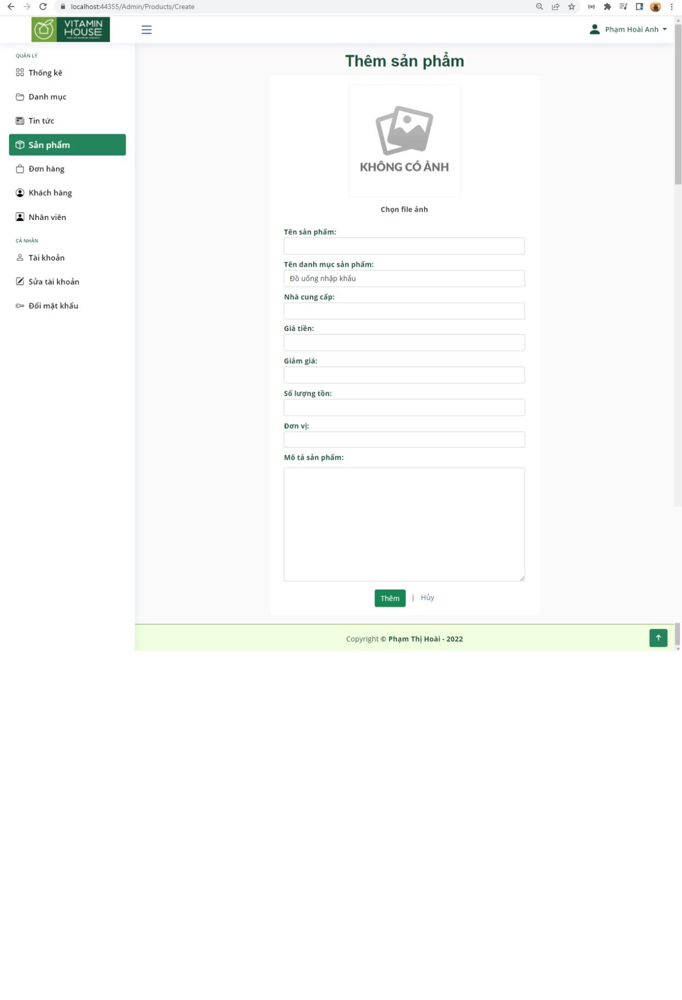 localhost:44355/Admin/Products/Create
VITAMIN
HOUSE
FOOD AND BEVERAGE PRODUCTS
Phạm Hoài Anh
QUẢN LÝ
Thống kê
Danh mục
Tin tức
Sản phẩm
Đơn hàng
Khách hàng
Nhân viên
CÁ NHÂN
Tài khoản
Sửa tài khoản
Đổi mật khẩu
Thêm sản phẩm
KHÔNG CÓ ẢNH
Chọn file ảnh
Tên sản phẩm:
Tên danh mục sản phẩm:
Đồ uống nhập khẩu
Nhà cung cấp:
Giá tiền:
Giảm giá:
Số lượng tồn:
Đơn vị:
Mô tả sản phẩm:
Thêm | Hủy
Copyright © Phạm Thị Hoài - 2022